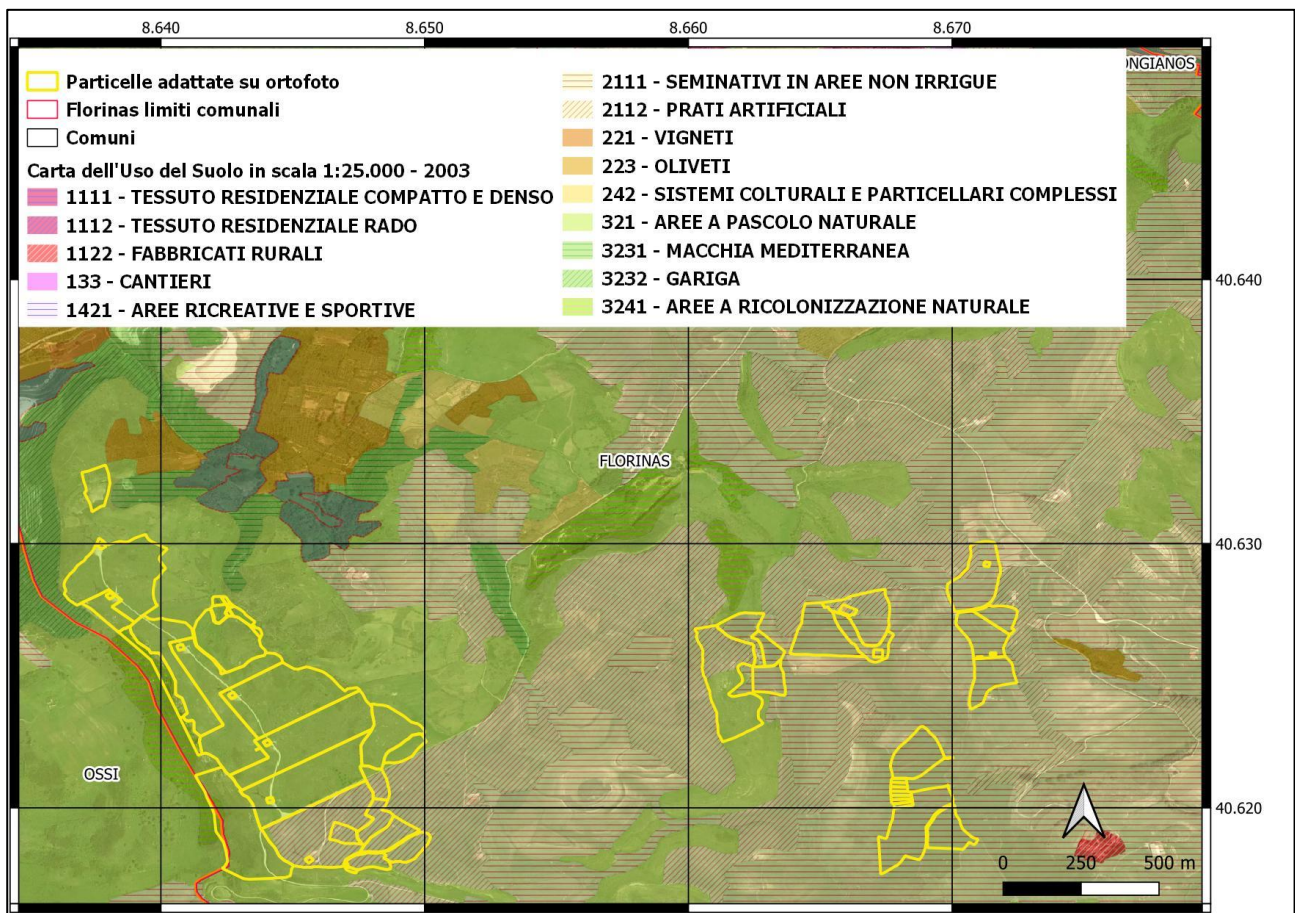 8.640 8.650 8.660 8.670
Particelle adattate su ortofoto
Florinas limiti comunali
Comuni
Carta dell'Uso del Suolo in scala 1:25.000 - 2003
1111 - TESSUTO RESIDENZIALE COMPATTO E DENSO
1112 - TESSUTO RESIDENZIALE RADO
1122 - FABBRICATI RURALI
133 - CANTIERI
1421 - AREE RICREATIVE E SPORTIVE
2111 - SEMINATIVI IN AREE NON IRRIGUE
2112 - PRATI ARTIFICIALI
221 - VIGNETI
223 - OLIVETI
242 - SISTEMI COLTURALI E PARTICELLARI COMPLESSI
321 - AREE A PASCOLO NATURALE
3231 - MACCHIA MEDITERRANEA
3232 - GARIGA
3241 - AREE A RICOLONIZZAZIONE NATURALE
ONGIANOS
40.640
FLORINAS
40.630
OSSI
40.620
0 250 500 m